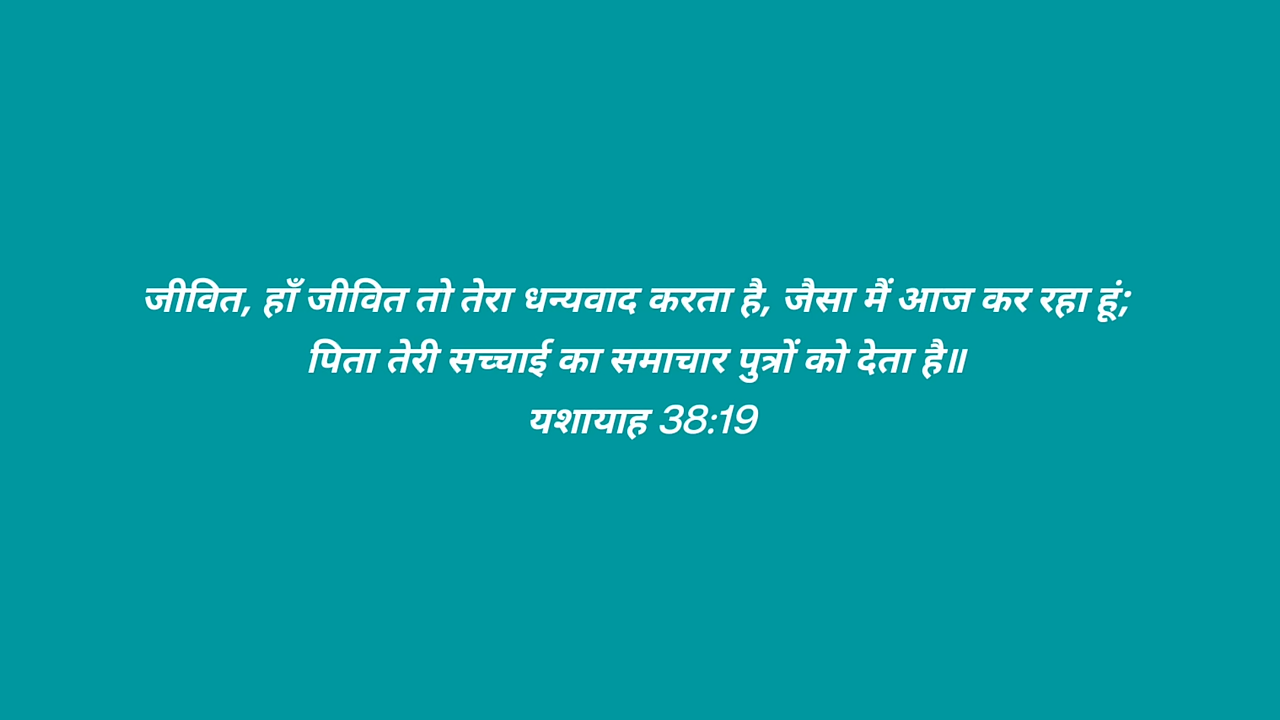 जीवित, हाँ जीवित तो तेरा धन्यवाद करता है, जैसा मैं आज कर रहा हूं;
पिता तेरी सच्चाई का समाचार पुत्रों को देता है॥
यशायाह 38:19